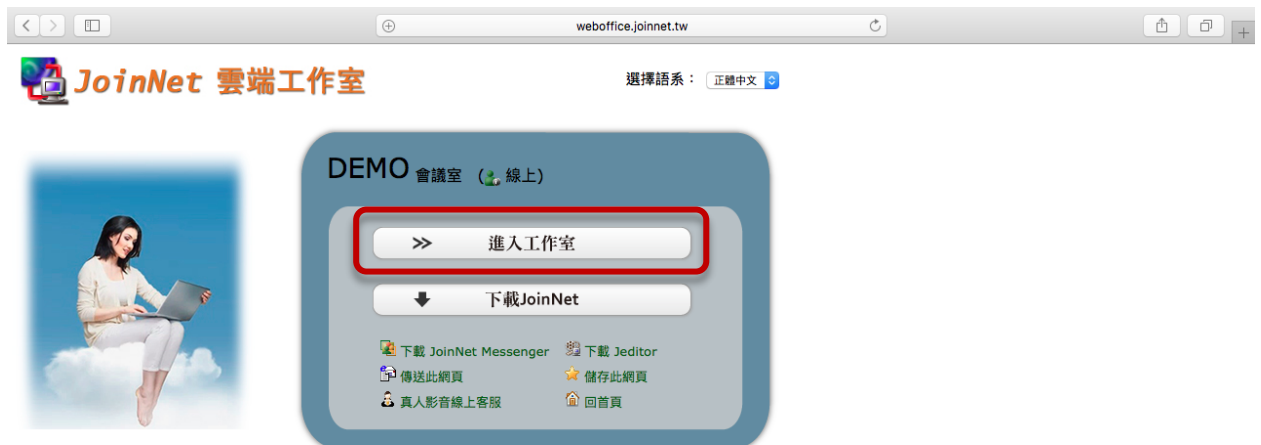 weboffice.joinnet.tw
JoinNet 雲端工作室
選擇語系： 正體中文
DEMO 會議室 ( 線上)
>> 進入工作室
下載JoinNet
下載 JoinNet Messenger 下載 Jeditor
傳送此網頁 儲存此網頁
真人影音線上客服 回首頁